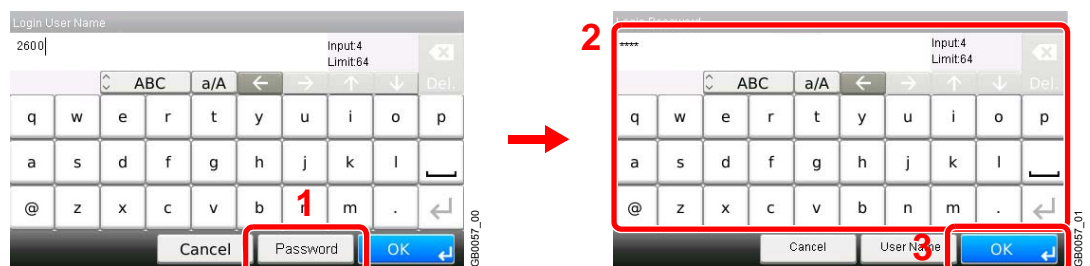 Login User Name
2600
Input:4
Limit:64
ABC a/A ← → ↑ ↓ Del.
q w e r t y u i o p
a s d f g h j k l
@ z x c v b n m .
1
Cancel Password OK
GB0057_00
2
Login Password
****
Input:4
Limit:64
ABC a/A ← → ↑ ↓ Del.
q w e r t y u i o p
a s d f g h j k l
@ z x c v b n m .
Cancel User Name OK
3
GB0057_01